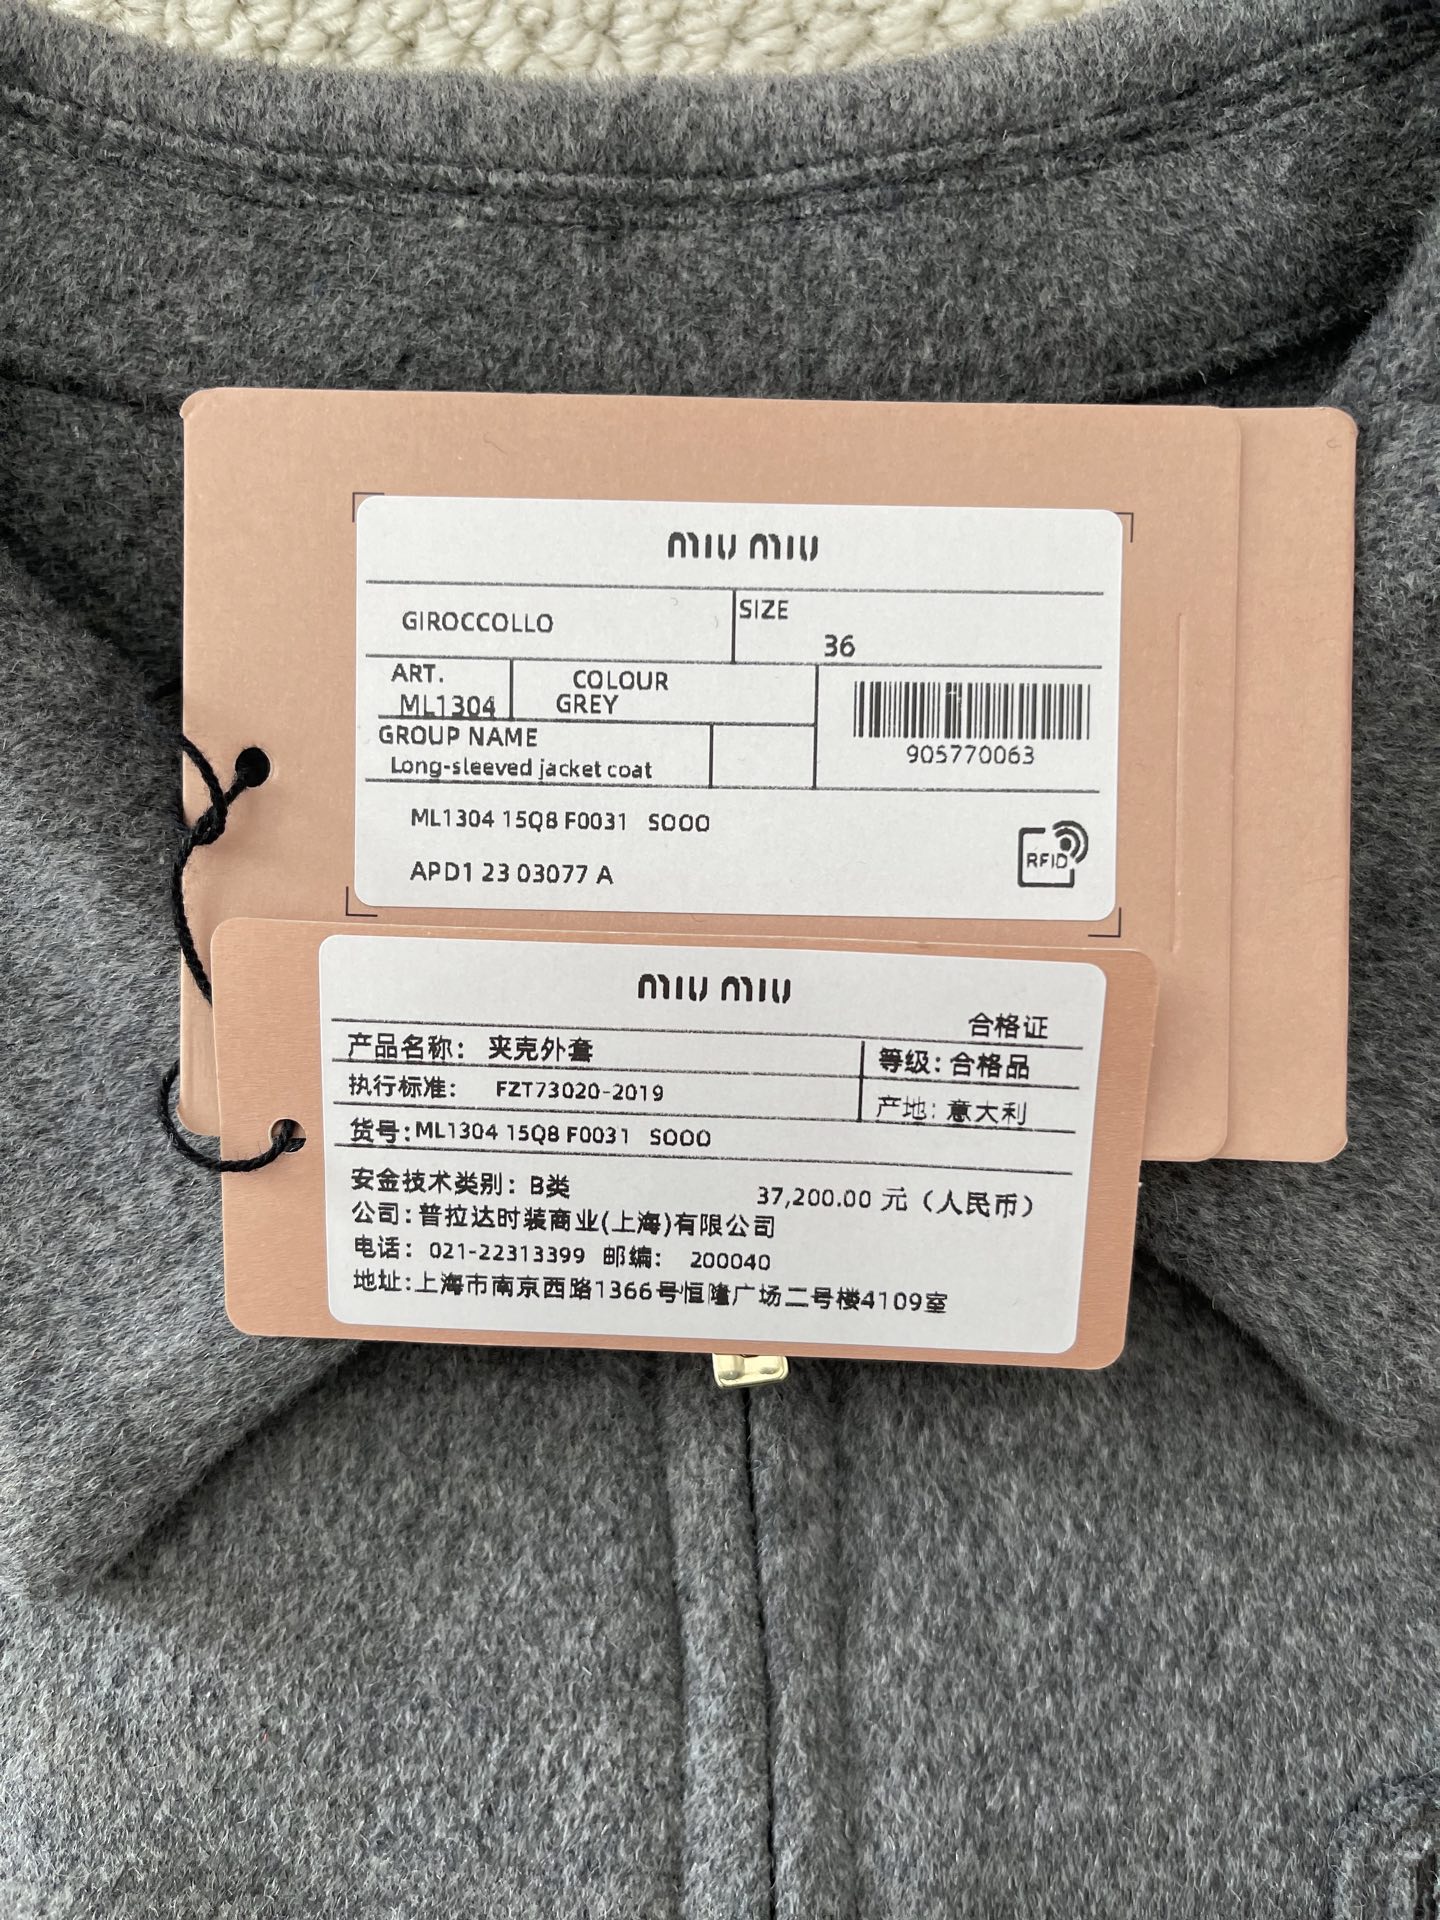 miu miu
GIROCCOLLO
SIZE
36
ART.
ML1304
COLOUR
GREY
GROUP NAME
Long-sleeved jacket coat
905770063
ML1304 15Q8 F0031 SOOO
APD1 23 03077 A
RFID
miu miu
合格证
产品名称: 夹克外套
等级: 合格品
执行标准: FZT73020-2019
产地: 意大利
货号:ML1304 15Q8 F0031 SOOO
安金技术类别: B类
37,200.00 元（人民币）
公司:普拉达时装商业(上海)有限公司
电话: 021-22313399 邮编: 200040
地址:上海市南京西路1366号恒隆广场二号楼4109室